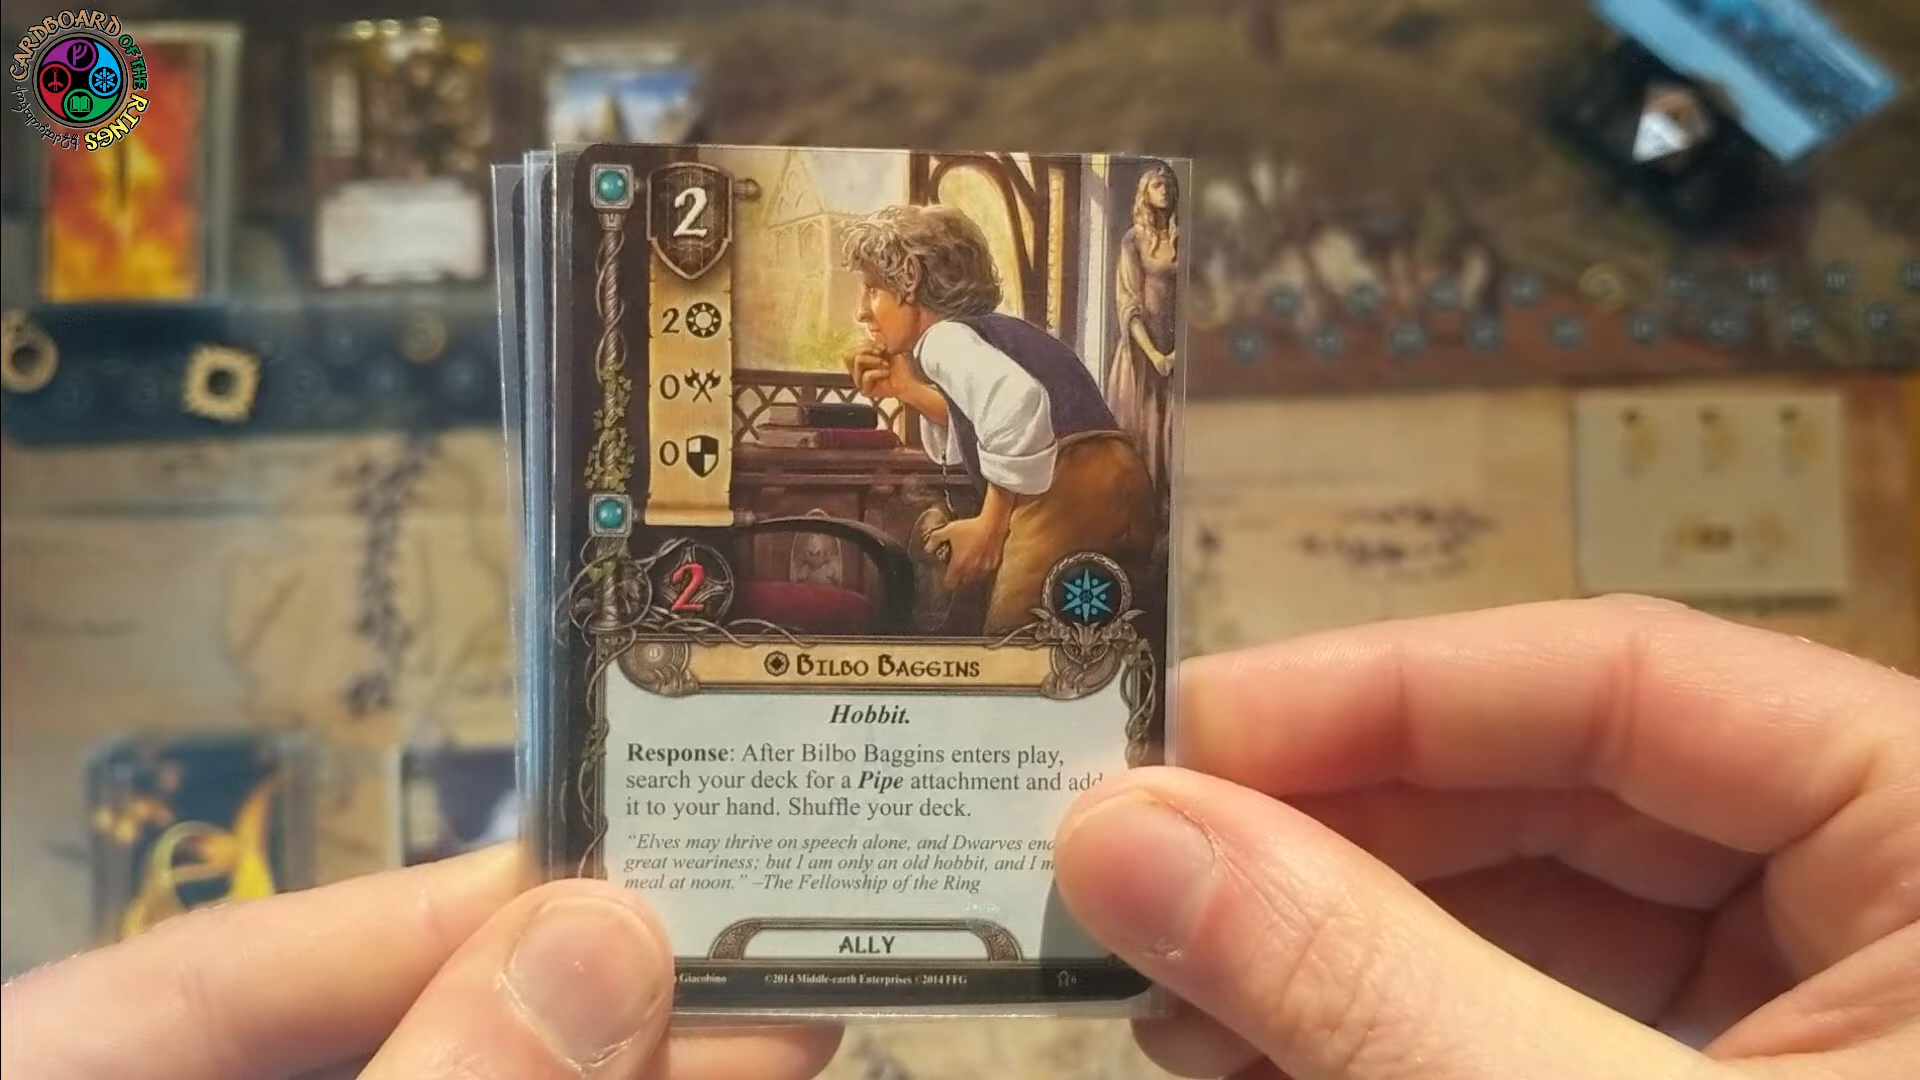 CARDBOARD OF THE RINGS
2
2
0
0
2
BILBO BAGGINS
Hobbit.
Response: After Bilbo Baggins enters play,
search your deck for a Pipe attachment and add
it to your hand. Shuffle your deck.
"Elves may thrive on speech alone, and Dwarves
great weariness; but I am only an old hobbit, and I
meal at noon." –The Fellowship of the Ring
ALLY
Giacobino ©2014 Middle-earth Enterprises ©2014 FFG